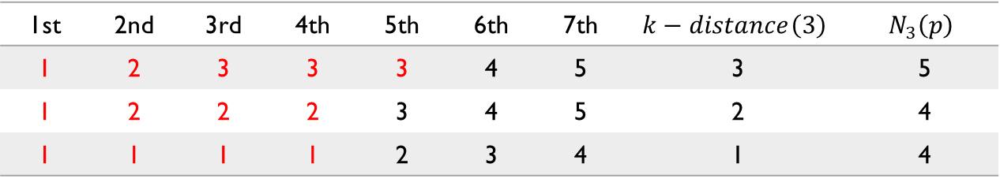 1st 2nd 3rd 4th 5th 6th 7th k − distance(3) N₃(p)
1 2 3 3 3 4 5 3 5
1 2 2 2 3 4 5 2 4
1 1 1 1 2 3 4 1 4